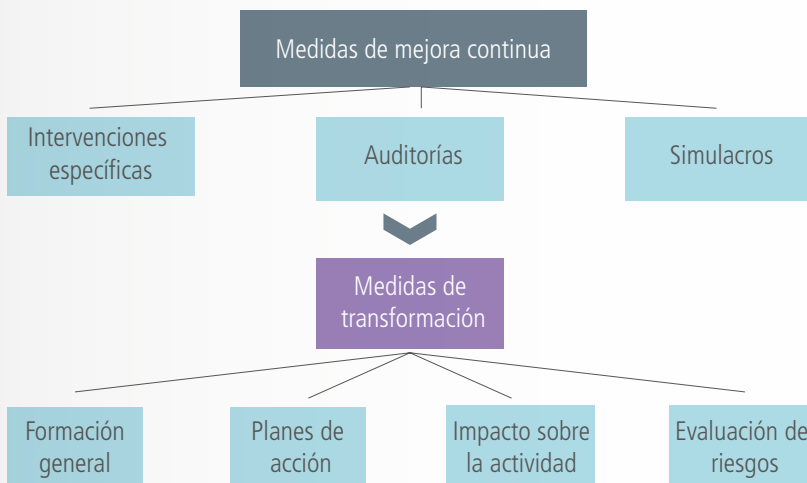 Medidas de mejora continua
Intervenciones
específicas
Auditorías
Simulacros
Medidas de
transformación
Formación
general
Planes de
acción
Impacto sobre
la actividad
Evaluación de
riesgos